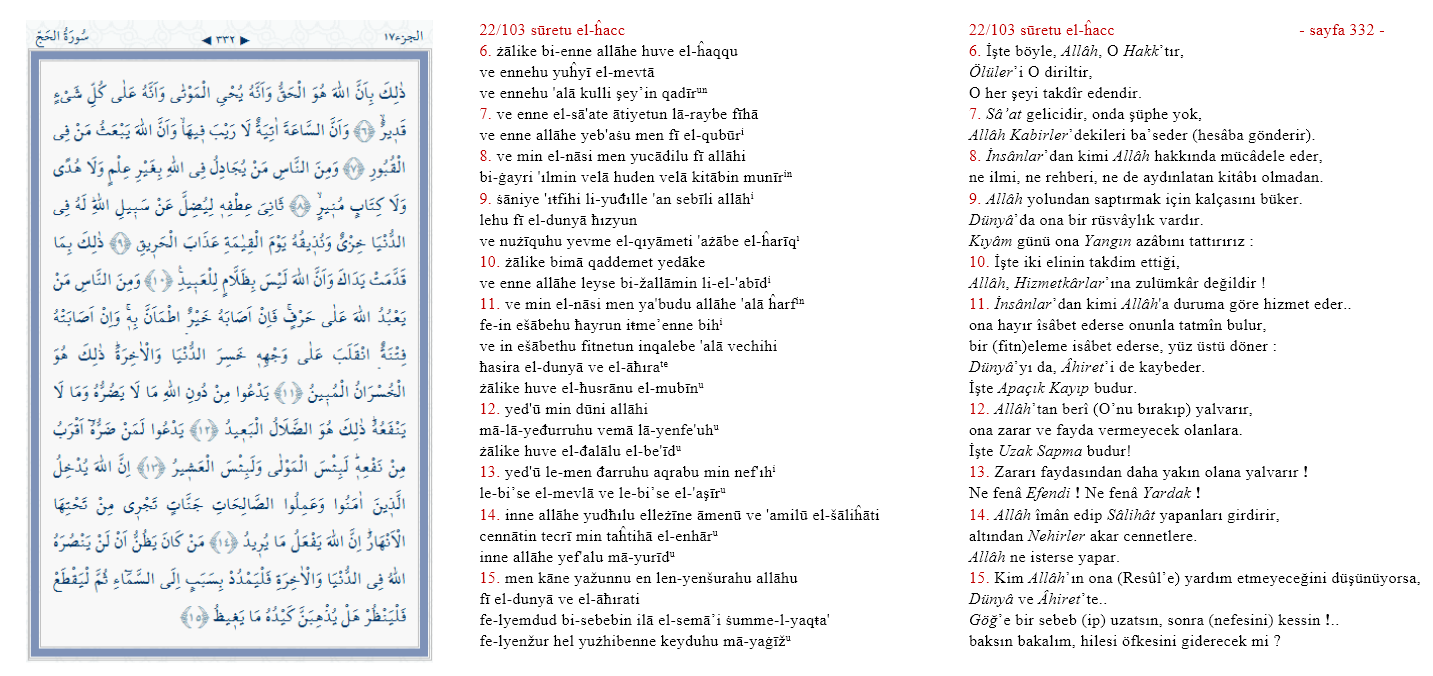 سُورَةُ الحَجّ
٣٣٢
الجزء ١٧
ذٰلِكَ بِاَنَّ اللّٰهَ هُوَ الْحَقُّ وَاَنَّهُ يُحْيِ الْمَوْتٰى وَاَنَّهُ عَلٰى كُلِّ شَيْءٍ
قَد۪يرٌۙ ﴿٦﴾ وَاَنَّ السَّاعَةَ اٰتِيَةٌ لَا رَيْبَ ف۪يهَاۙ وَاَنَّ اللّٰهَ يَبْعَثُ مَنْ فِي
الْقُبُورِ ﴿٧﴾ وَمِنَ النَّاسِ مَنْ يُجَادِلُ فِي اللّٰهِ بِغَيْرِ عِلْمٍ وَلَا هُدًى
وَلَا كِتَابٍ مُن۪يرٍۙ ﴿٨﴾ ثَانِيَ عِطْفِه۪ لِيُضِلَّ عَنْ سَب۪يلِ اللّٰهِۜ لَهُ فِي
الدُّنْيَا خِزْيٌ وَنُذ۪يقُهُ يَوْمَ الْقِيٰمَةِ عَذَابَ الْحَر۪يقِ ﴿٩﴾ ذٰلِكَ بِمَا
قَدَّمَتْ يَدَاكَ وَاَنَّ اللّٰهَ لَيْسَ بِظَلَّامٍ لِلْعَب۪يدِ۟ ﴿١٠﴾ وَمِنَ النَّاسِ مَنْ
يَعْبُدُ اللّٰهَ عَلٰى حَرْفٍۚ فَاِنْ اَصَابَهُ خَيْرٌۨ اطْمَاَنَّ بِه۪ۚ وَاِنْ اَصَابَتْهُ
فِتْنَةٌۨ انْقَلَبَ عَلٰى وَجْهِه۪۠ خَسِرَ الدُّنْيَا وَالْاٰخِرَةَۜ ذٰلِكَ هُوَ
الْخُسْرَانُ الْمُب۪ينُ ﴿١١﴾ يَدْعُوا مِنْ دُونِ اللّٰهِ مَا لَا يَضُرُّهُ وَمَا لَا
يَنْفَعُهُۜ ذٰلِكَ هُوَ الضَّلَالُ الْبَع۪يدُۚ ﴿١٢﴾ يَدْعُوا لَمَنْ ضَرُّهُٓ اَقْرَبُ
مِنْ نَفْعِه۪ۜ لَبِئْسَ الْمَوْلٰى وَلَبِئْسَ الْعَش۪يرُ ﴿١٣﴾ اِنَّ اللّٰهَ يُدْخِلُ
الَّذ۪ينَ اٰمَنُوا وَعَمِلُوا الصَّالِحَاتِ جَنَّاتٍ تَجْر۪ي مِنْ تَحْتِهَا
الْاَنْهَارُۜ اِنَّ اللّٰهَ يَفْعَلُ مَا يُر۪يدُ ﴿١٤﴾ مَنْ كَانَ يَظُنُّ اَنْ لَنْ يَنْصُرَهُ
اللّٰهُ فِي الدُّنْيَا وَالْاٰخِرَةِ فَلْيَمْدُدْ بِسَبَبٍ اِلَى السَّمَٓاءِ ثُمَّ لْيَقْطَعْ
فَلْيَنْظُرْ هَلْ يُذْهِبَنَّ كَيْدُهُ مَا يَغ۪يظُ ﴿١٥﴾
22/103 sūretu el-ĥacc
6. żālike bi-enne allāhe huve el-ĥaqqu
ve ennehu yuĥyī el-mevtā
ve ennehu 'alā kulli şey’in qadīrᵘⁿ
7. ve enne el-sā'ate ātiyetun lā-raybe fīhā
ve enne allāhe yeb'aṡu men fī el-qubūrⁱ
8. ve min el-nāsi men yucādilu fī allāhi
bi-ġayri 'ılmin velā huden velā kitābin munīrⁱⁿ
9. ṡāniye 'ıŧfihi li-yuđılle 'an sebīli allāhⁱ
lehu fī el-dunyā ħızyun
ve nużīquhu yevme el-qıyāmeti 'ażābe el-ĥarīqⁱ
10. żālike bimā qaddemet yedāke
ve enne allāhe leyse bi-žallāmin li-el-'abīdⁱ
11. ve min el-nāsi men ya'budu allāhe 'alā ĥarfⁱⁿ
fe-in ešābehu ħayrun iŧme’enne bihⁱ
ve in ešābethu fitnetun inqalebe 'alā vechihi
ħasira el-dunyā ve el-āħıraᵗᵉ
żālike huve el-ħusrānu el-mubīnᵘ
12. yed'ū min dūni allāhi
mā-lā-yeđurruhu vemā lā-yenfe'uhᵘ
żālike huve el-đalālu el-be'īdᵘ
13. yed'ū le-men đarruhu aqrabu min nef'ıhⁱ
le-bi’se el-mevlā ve le-bi’se el-'aşīrᵘ
14. inne allāhe yudħılu elleżīne āmenū ve 'amilū el-šāliĥāti
cennātin tecrī min taĥtihā el-enhārᵘ
inne allāhe yef'alu mā-yurīdᵘ
15. men kāne yažunnu en len-yenšurahu allāhu
fī el-dunyā ve el-āħırati
fe-lyemdud bi-sebebin ilā el-semā’i ṡumme-l-yaqŧa'
fe-lyenžur hel yużhibenne keyduhu mā-yaġīžᵘ
22/103 sūretu el-ĥacc - sayfa 332 -
6. İşte böyle, Allâh, O Hakk’tır,
Ölüler’i O diriltir,
O her şeyi takdîr edendir.
7. Sâ’at gelicidir, onda şüphe yok,
Allâh Kabirler’dekileri ba’seder (hesâba gönderir).
8. İnsânlar’dan kimi Allâh hakkında mücâdele eder,
ne ilmi, ne rehberi, ne de aydınlatan kitâbı olmadan.
9. Allâh yolundan saptırmak için kalçasını büker.
Dünyâ’da ona bir rüsvâylık vardır.
Kıyâm günü ona Yangın azâbını tattırırız :
10. İşte iki elinin takdim ettiği,
Allâh, Hizmetkârlar’ına zulümkâr değildir !
11. İnsânlar’dan kimi Allâh'a duruma göre hizmet eder..
ona hayır îsâbet ederse onunla tatmîn bulur,
bir (fitn)eleme isâbet ederse, yüz üstü döner :
Dünyâ’yı da, Âhiret’i de kaybeder.
İşte Apaçık Kayıp budur.
12. Allâh’tan berî (O’nu bırakıp) yalvarır,
ona zarar ve fayda vermeyecek olanlara.
İşte Uzak Sapma budur!
13. Zararı faydasından daha yakın olana yalvarır !
Ne fenâ Efendi ! Ne fenâ Yardak !
14. Allâh îmân edip Sâlihât yapanları girdirir,
altından Nehirler akar cennetlere.
Allâh ne isterse yapar.
15. Kim Allâh’ın ona (Resûl’e) yardım etmeyeceğini düşünüyorsa,
Dünyâ ve Âhiret’te..
Göğ’e bir sebeb (ip) uzatsın, sonra (nefesini) kessin !..
baksın bakalım, hilesi öfkesini giderecek mi ?